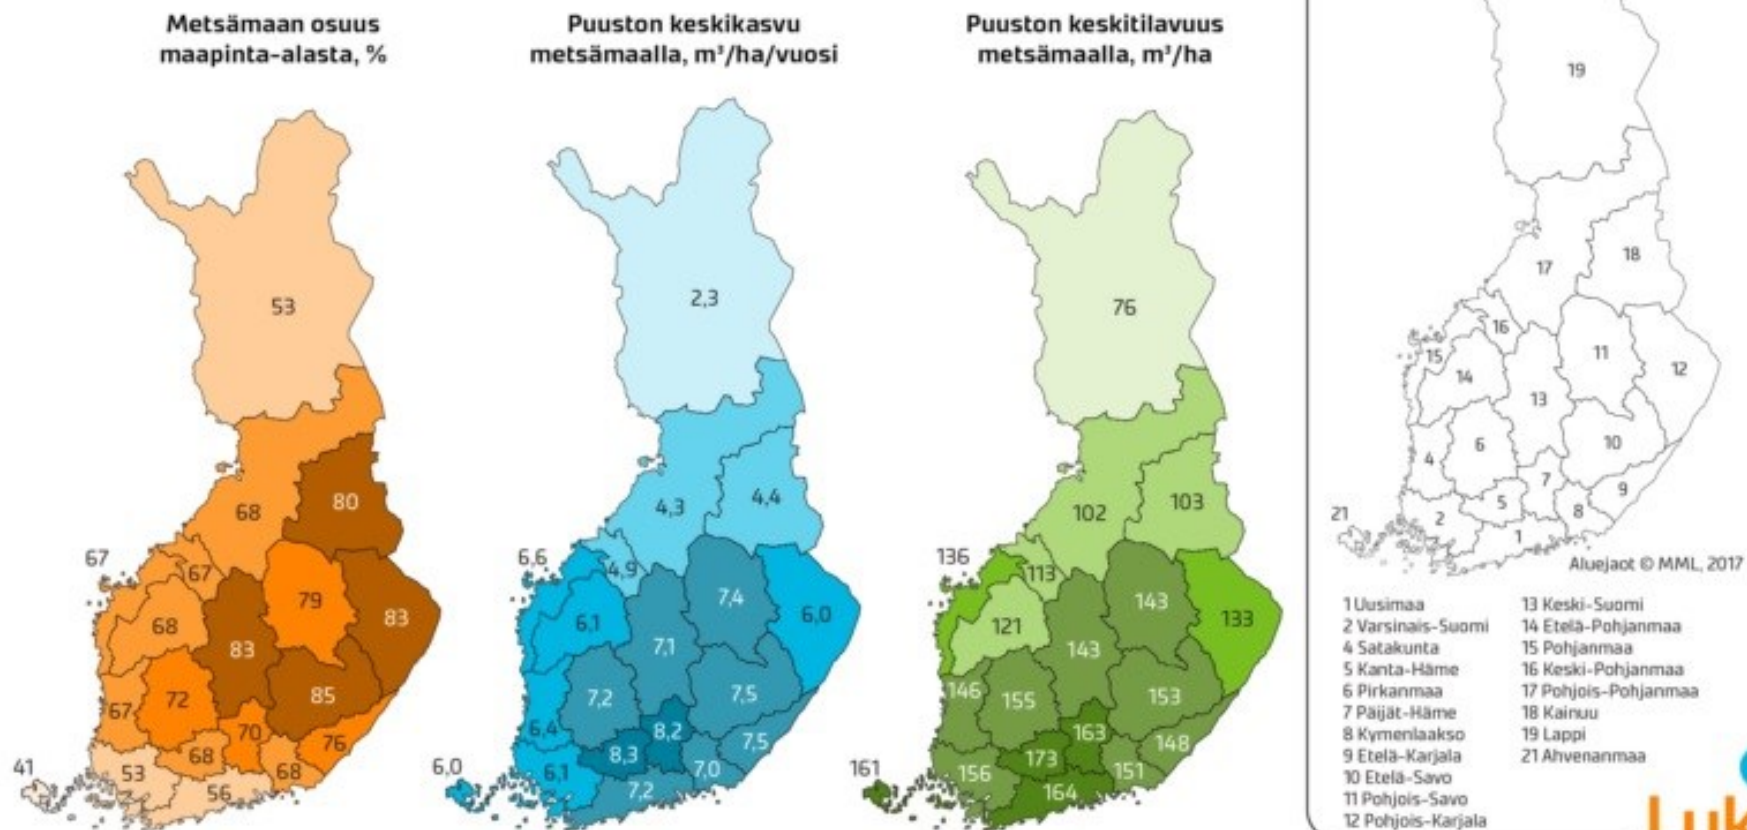 Metsämaan osuus
maapinta-alasta, %
53
80
68
67
67
79
83
68
83
85
72
67
70
76
68
68
53
56
41
Puuston keskikasvu
metsämaalla, m³/ha/vuosi
2,3
4,4
4,3
6,6
4,9
7,4
6,0
6,1
7,1
7,5
7,2
6,4
8,2
7,5
8,3
7,0
6,1
7,2
6,0
Puuston keskitilavuus
metsämaalla, m³/ha
76
103
102
136
113
143
133
121
143
153
146
155
163
148
173
151
156
164
161
19
18
17
16
15
11
12
14
13
10
6
4
7
9
5
8
2
1
21
Aluejaot © MML, 2017
1 Uusimaa
2 Varsinais-Suomi
4 Satakunta
5 Kanta-Häme
6 Pirkanmaa
7 Päijät-Häme
8 Kymenlaakso
9 Etelä-Karjala
10 Etelä-Savo
11 Pohjois-Savo
12 Pohjois-Karjala
13 Keski-Suomi
14 Etelä-Pohjanmaa
15 Pohjanmaa
16 Keski-Pohjanmaa
17 Pohjois-Pohjanmaa
18 Kainuu
19 Lappi
21 Ahvenanmaa